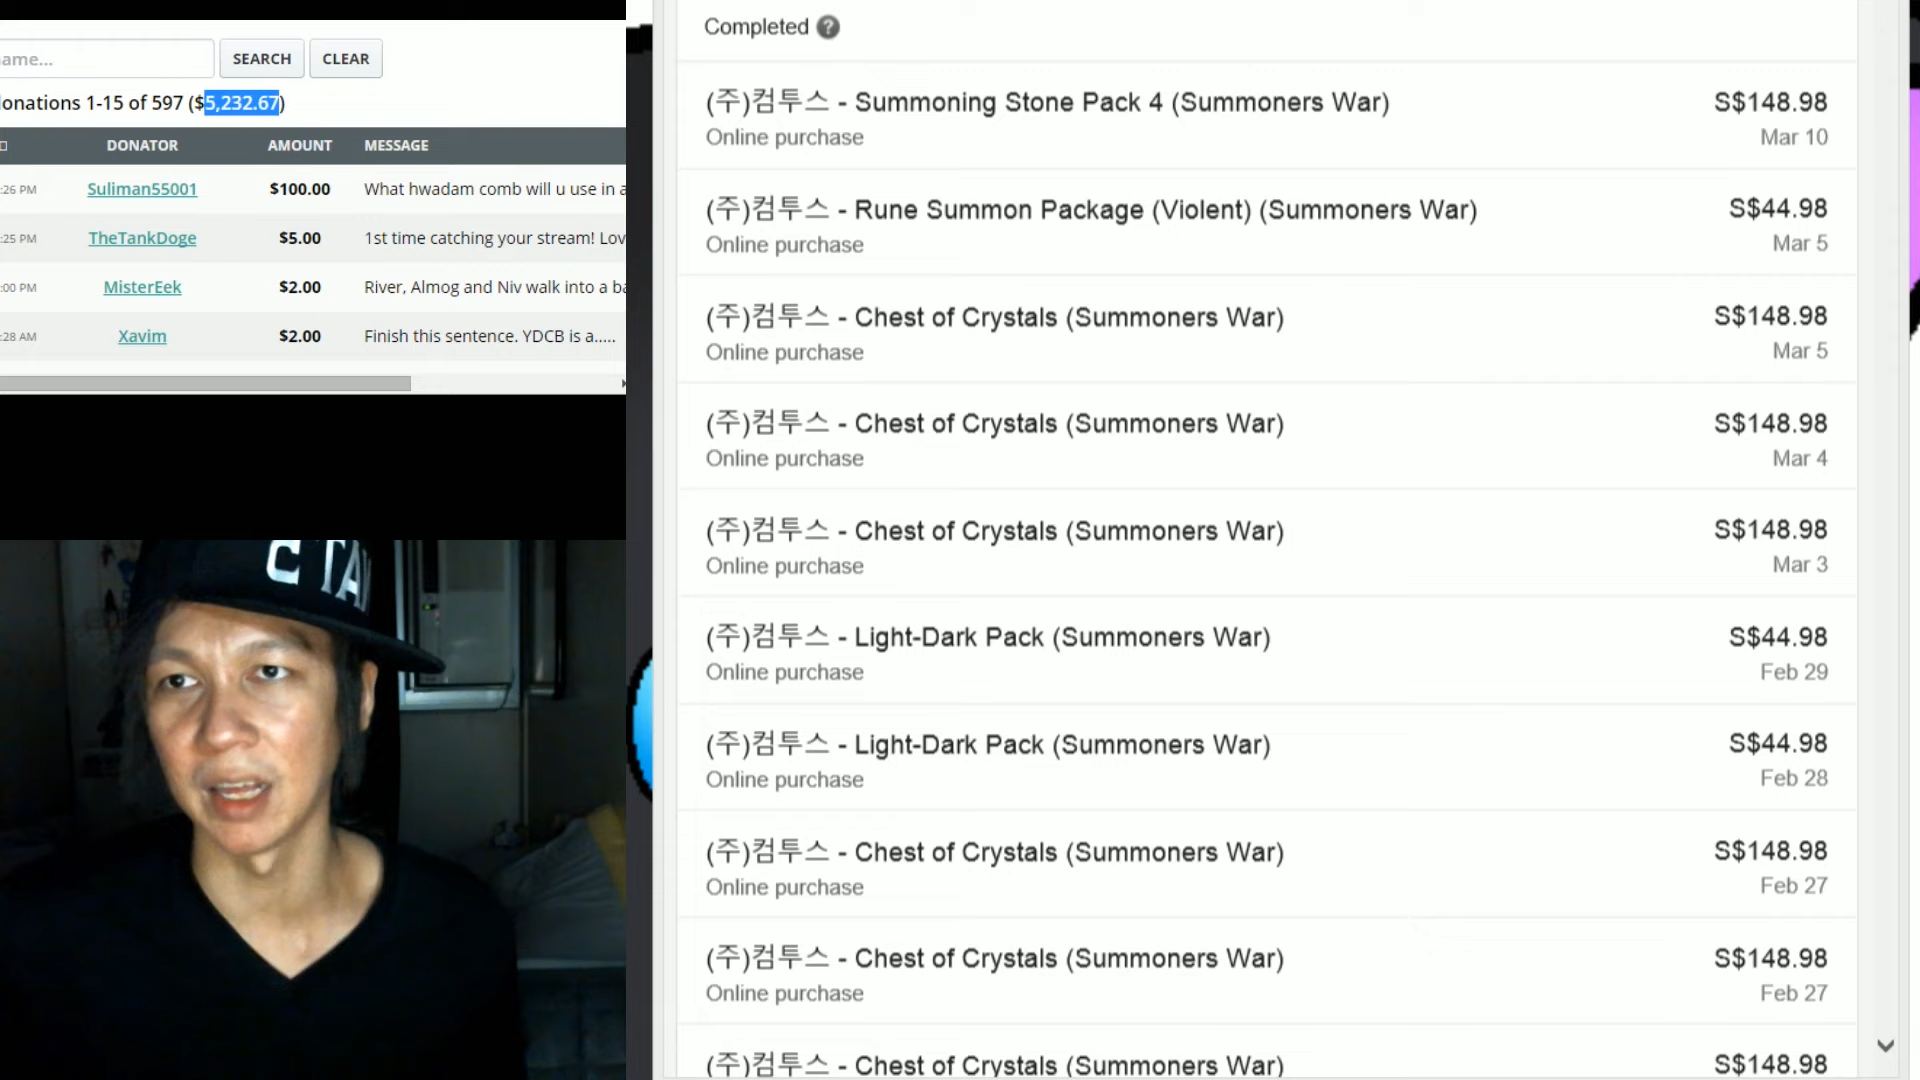 ame...
SEARCH
CLEAR
onations 1-15 of 597 ($5,232.67)
DONATOR
AMOUNT
MESSAGE
:26 PM
Suliman55001
$100.00
What hwadam comb will u use in a
:25 PM
TheTankDoge
$5.00
1st time catching your stream! Lov
:00 PM
MisterEek
$2.00
River, Almog and Niv walk into a ba
:28 AM
Xavim
$2.00
Finish this sentence. YDCB is a.....
Completed ?
(주)컴투스 - Summoning Stone Pack 4 (Summoners War)
S$148.98
Online purchase
Mar 10
(주)컴투스 - Rune Summon Package (Violent) (Summoners War)
S$44.98
Online purchase
Mar 5
(주)컴투스 - Chest of Crystals (Summoners War)
S$148.98
Online purchase
Mar 5
(주)컴투스 - Chest of Crystals (Summoners War)
S$148.98
Online purchase
Mar 4
(주)컴투스 - Chest of Crystals (Summoners War)
S$148.98
Online purchase
Mar 3
(주)컴투스 - Light-Dark Pack (Summoners War)
S$44.98
Online purchase
Feb 29
(주)컴투스 - Light-Dark Pack (Summoners War)
S$44.98
Online purchase
Feb 28
(주)컴투스 - Chest of Crystals (Summoners War)
S$148.98
Online purchase
Feb 27
(주)컴투스 - Chest of Crystals (Summoners War)
S$148.98
Online purchase
Feb 27
(주)컴투스 - Chest of Crystals (Summoners War)
S$148.98